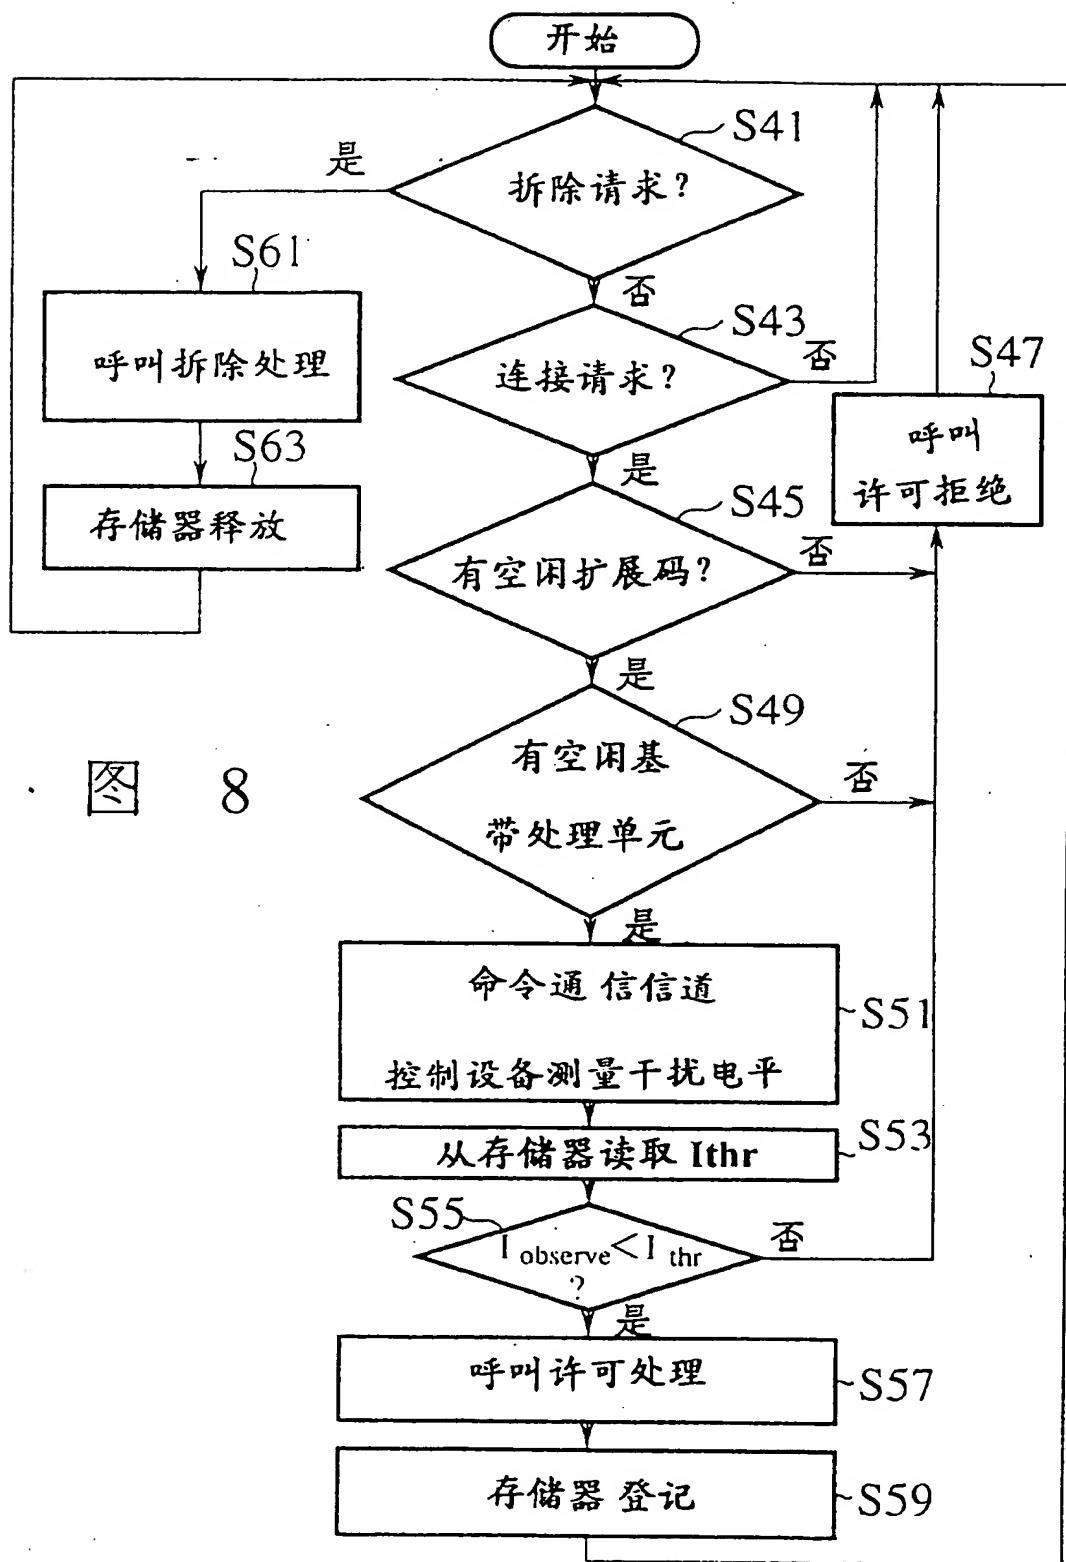 开始
S41
是
拆除请求?
S61
否
呼叫拆除处理
S43
连接请求?
否
S47
呼叫
许可拒绝
S63
是
存储器释放
S45
有空闲扩展码?
否
是
S49
有空闲基
带处理单元
否
图 8
是
命令通信信道
控制设备测量干扰电平
S51
从存储器读取 Ithr
S53
S55
I observe < I thr
?
否
是
呼叫许可处理
S57
存储器 登记
S59